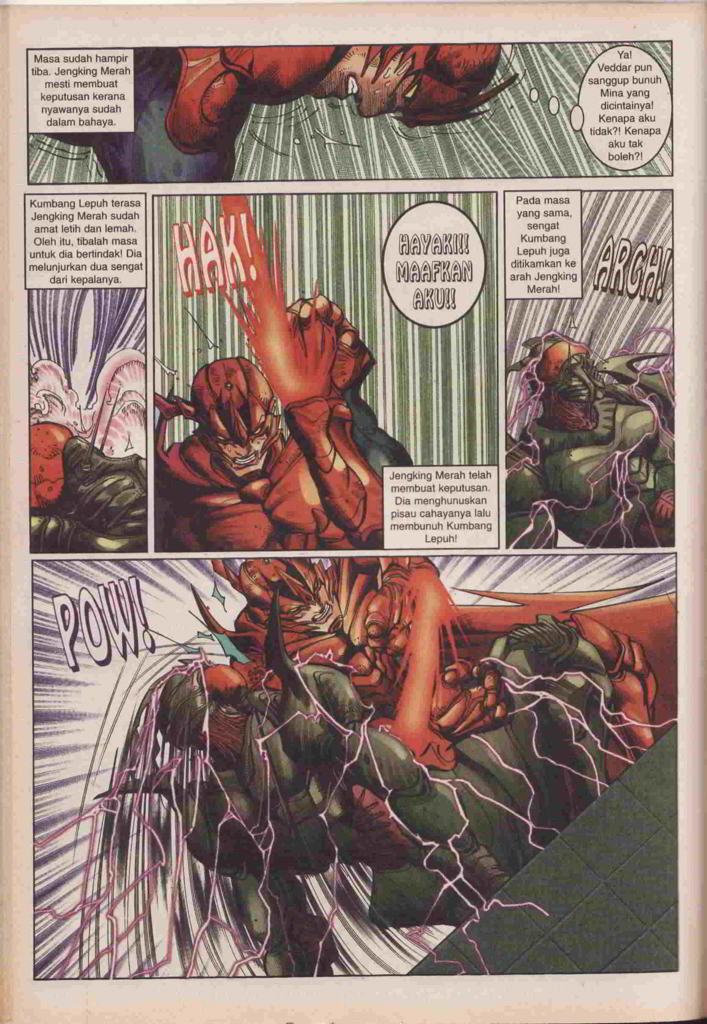 Masa sudah hampir
tiba. Jengking Merah
mesti membuat
keputusan kerana
nyawanya sudah
dalam bahaya.
Ya!
Veddar pun
sanggup bunuh
Mina yang
dicintainya!
Kenapa aku
tidak?! Kenapa
aku tak
boleh?!
Kumbang Lepuh terasa
Jengking Merah sudah
amat letih dan lemah.
Oleh itu, tibalah masa
untuk dia bertindak! Dia
melunjurkan dua sengat
dari kepalanya.
HAK!
HAYAK!!!
MAAFKAN
AKU!!
Jengking Merah telah
membuat keputusan.
Dia menghunuskan
pisau cahayanya lalu
membunuh Kumbang
Lepuh!
Pada masa
yang sama,
sengat
Kumbang
Lepuh juga
ditikamkan ke
arah Jengking
Merah!
ARGH!
POW!